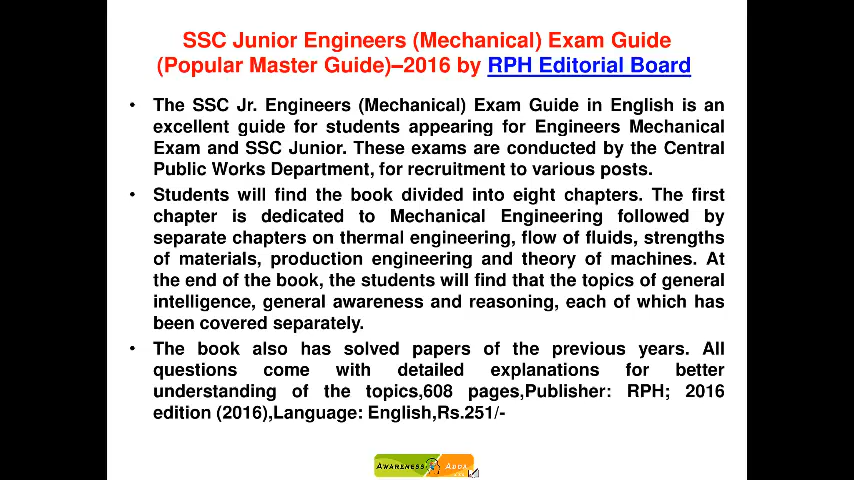 SSC Junior Engineers (Mechanical) Exam Guide
(Popular Master Guide)–2016 by RPH Editorial Board
• The SSC Jr. Engineers (Mechanical) Exam Guide in English is an
excellent guide for students appearing for Engineers Mechanical
Exam and SSC Junior. These exams are conducted by the Central
Public Works Department, for recruitment to various posts.
• Students will find the book divided into eight chapters. The first
chapter is dedicated to Mechanical Engineering followed by
separate chapters on thermal engineering, flow of fluids, strengths
of materials, production engineering and theory of machines. At
the end of the book, the students will find that the topics of general
intelligence, general awareness and reasoning, each of which has
been covered separately.
• The book also has solved papers of the previous years. All
questions come with detailed explanations for better
understanding of the topics,608 pages,Publisher: RPH; 2016
edition (2016),Language: English,Rs.251/-
AWARENESS ADDA